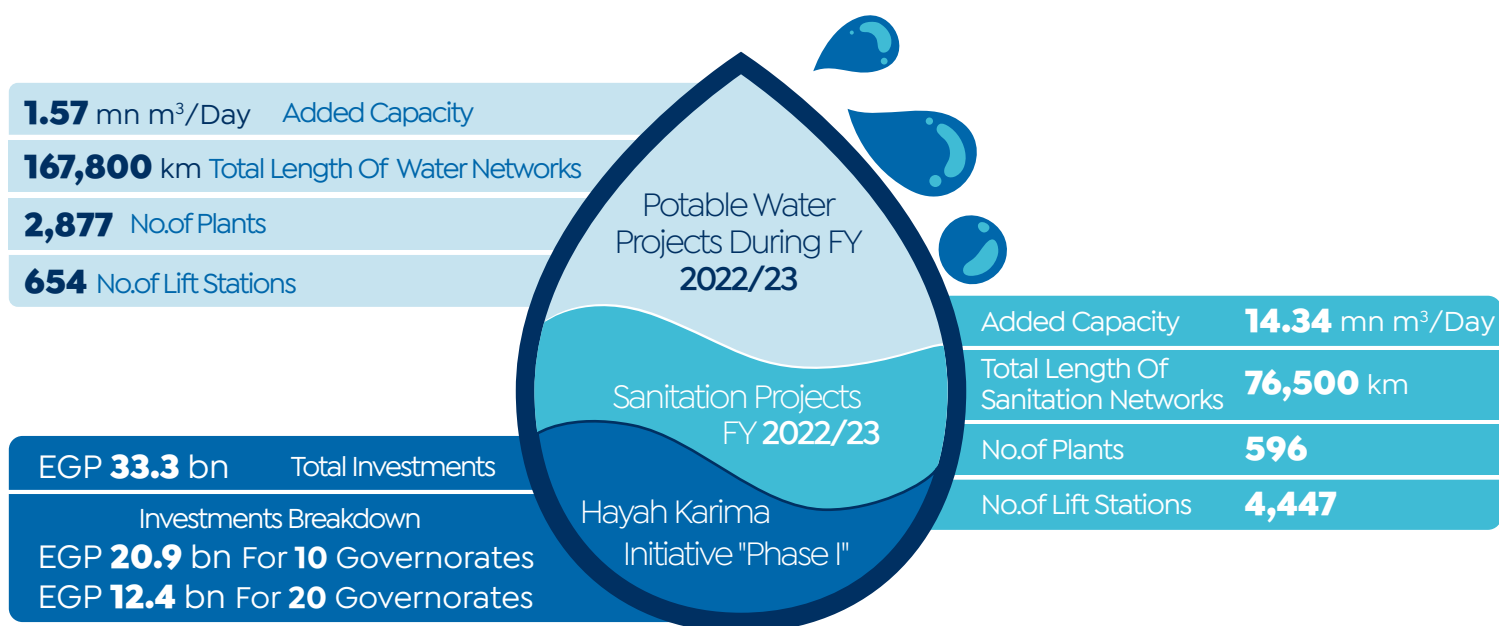 1.57 mn m³/Day Added Capacity
167,800 km Total Length Of Water Networks
2,877 No.of Plants
654 No.of Lift Stations
Potable Water
Projects During FY
2022/23
Sanitation Projects
FY 2022/23
Added Capacity 14.34 mn m³/Day
Total Length Of
Sanitation Networks 76,500 km
No.of Plants 596
No.of Lift Stations 4,447
Hayah Karima
Initiative "Phase I"
EGP 33.3 bn Total Investments
Investments Breakdown
EGP 20.9 bn For 10 Governorates
EGP 12.4 bn For 20 Governorates